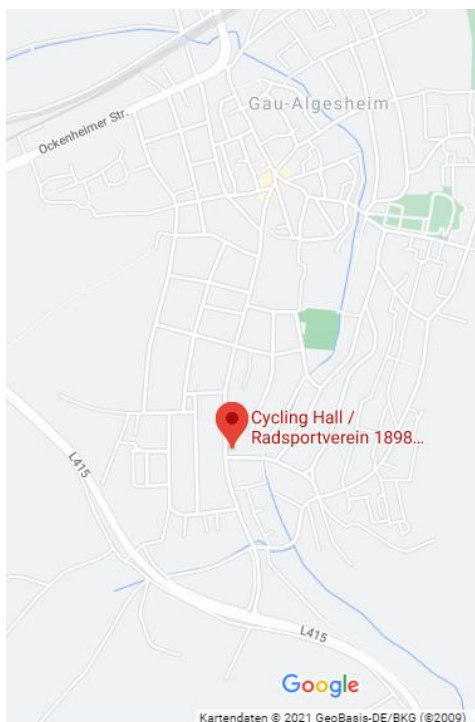 Gau-Algesheim
Ockenheimer Str.
Cycling Hall /
Radsportverein 1898...
L415
L415
Google
Kartendaten © 2021 GeoBasis-DE/BKG (©2009)